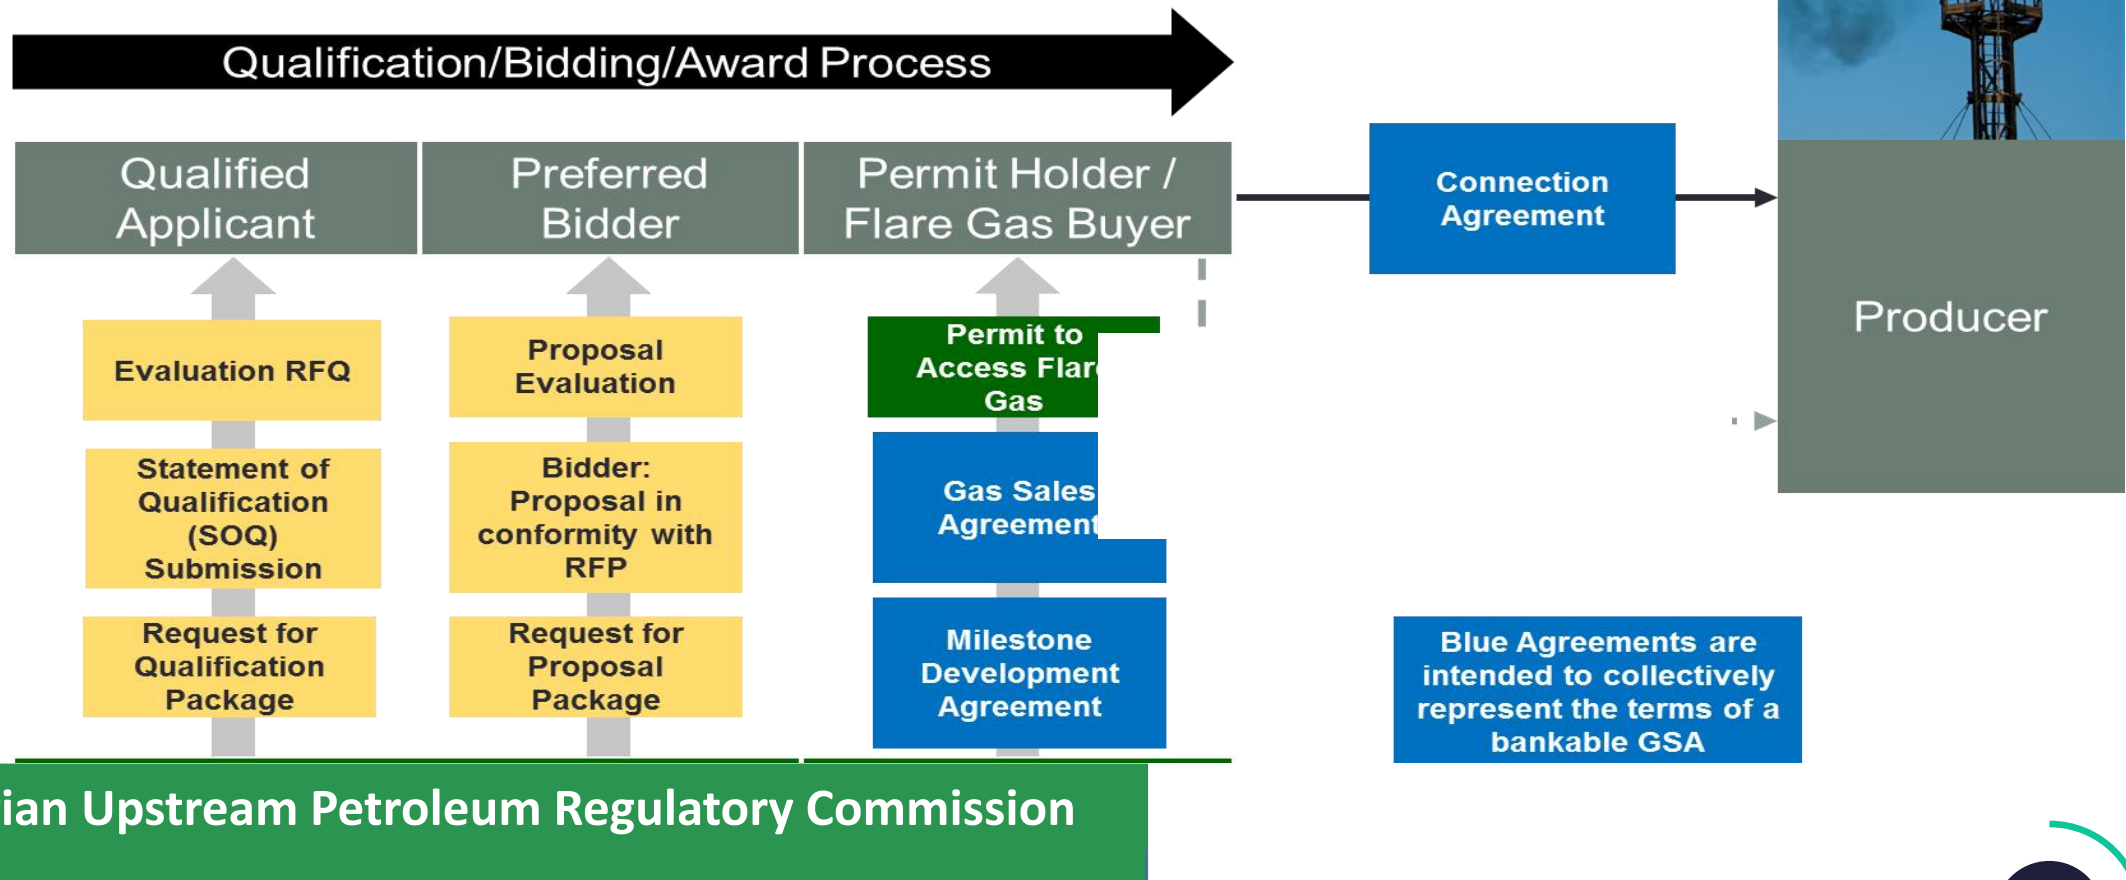 Qualification/Bidding/Award Process
Qualified
Applicant
Preferred
Bidder
Permit Holder /
Flare Gas Buyer
Connection
Agreement
Producer
Evaluation RFQ
Statement of
Qualification
(SOQ)
Submission
Request for
Qualification
Package
Proposal
Evaluation
Bidder:
Proposal in
conformity with
RFP
Request for
Proposal
Package
Permit to
Access
Gas
Gas Sales
Agreement
Milestone
Development
Agreement
Blue Agreements are
intended to collectively
represent the terms of a
bankable GSA
Upstream Petroleum Regulatory Commission